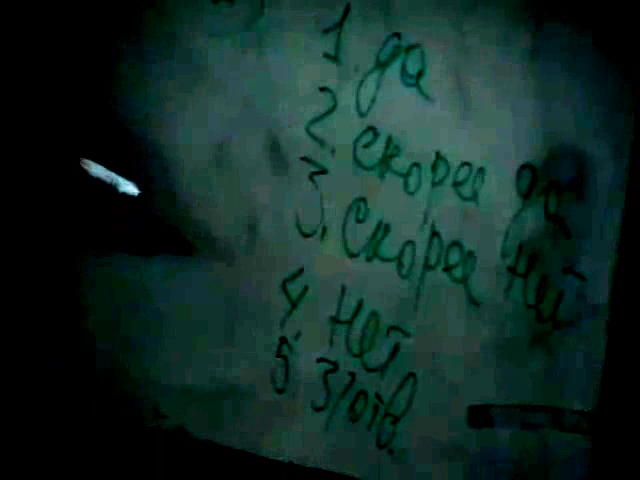 1. да
2. скорее да
3. скорее нет
4. нет
5. З/отв.